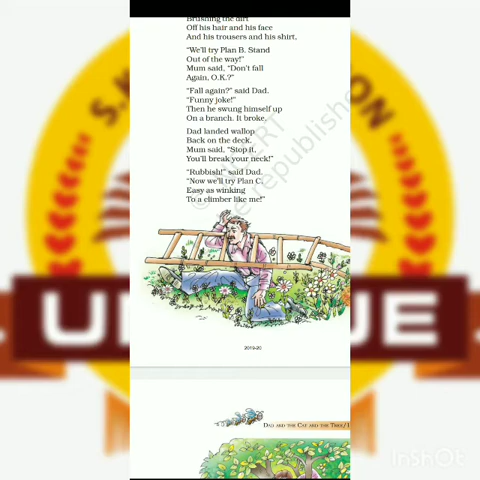 Brushing the dirt
Off his hair and his face
And his trousers and his shirt,
“We'll try Plan B. Stand
Out of the way!”
Mum said, “Don't fall
Again, O.K.?”
“Fall again?” said Dad.
“Funny joke!”
Then he swung himself up
On a branch. It broke.
Dad landed wallop
Back on the deck.
Mum said, “Stop it,
You'll break your neck!”
“Rubbish!” said Dad.
“Now we'll try Plan C.
Easy as winking
To a climber like me!”
2019-20
DAD AND THE CAT AND THE TREE/1
InShOt